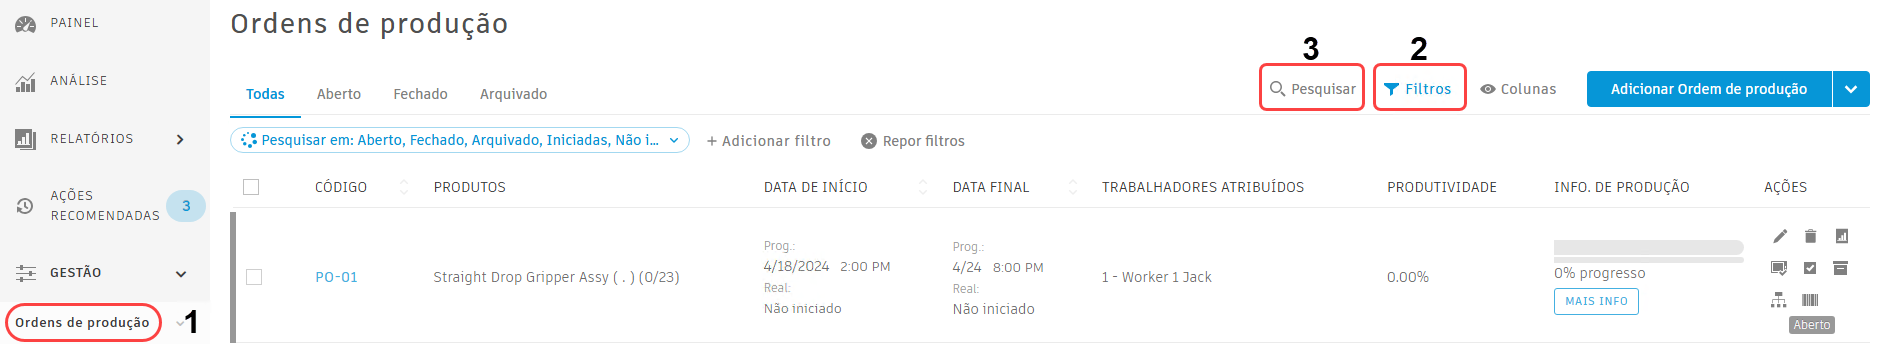 PAINEL
ANÁLISE
RELATÓRIOS
AÇÕES
RECOMENDADAS
3
GESTÃO
Ordens de produção
1
Ordens de produção
3
2
Todas
Aberto
Fechado
Arquivado
Pesquisar
Filtros
Colunas
Adicionar Ordem de produção
Pesquisar em: Aberto, Fechado, Arquivado, Iniciadas, Não i...
+ Adicionar filtro
Repor filtros
CÓDIGO
PRODUTOS
DATA DE INÍCIO
DATA FINAL
TRABALHADORES ATRIBUÍDOS
PRODUTIVIDADE
INFO. DE PRODUÇÃO
AÇÕES
PO-01
Straight Drop Gripper Assy ( . ) (0/23)
Prog.:
4/18/2024 2:00 PM
Real:
Não iniciado
Prog.:
4/24 8:00 PM
Real:
Não iniciado
1 - Worker 1 Jack
0.00%
0% progresso
MAIS INFO
Aberto